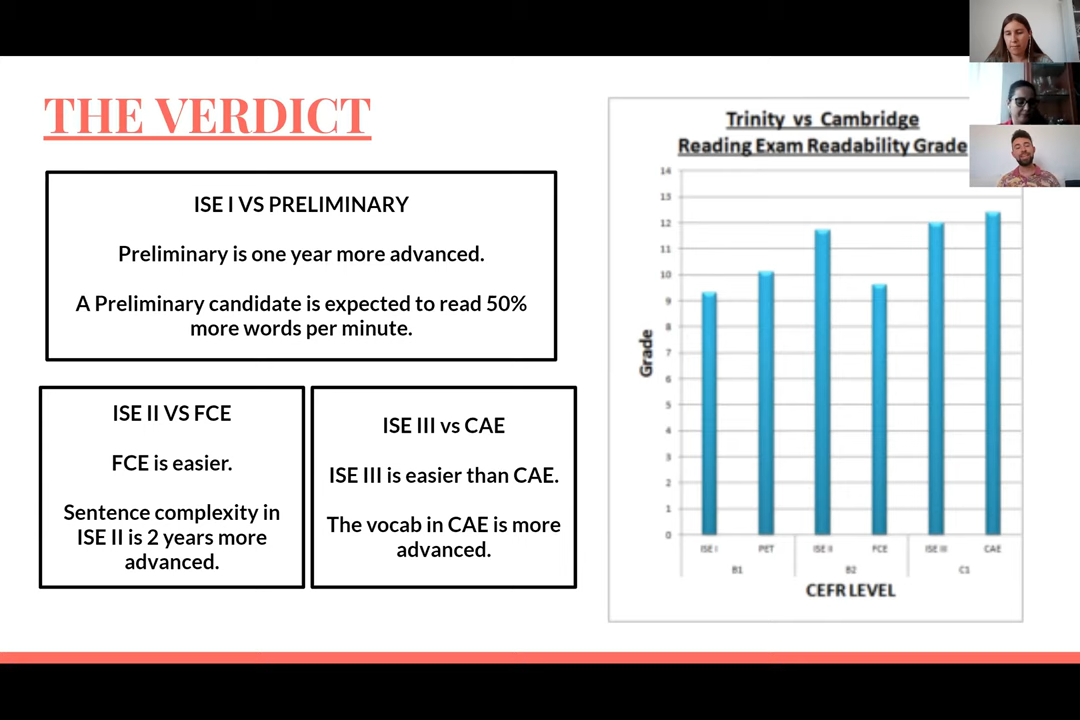 THE VERDICT
ISE I VS PRELIMINARY
Preliminary is one year more advanced.
A Preliminary candidate is expected to read 50%
more words per minute.
ISE II VS FCE
FCE is easier.
Sentence complexity in
ISE II is 2 years more
advanced.
ISE III vs CAE
ISE III is easier than CAE.
The vocab in CAE is more
advanced.
Trinity vs Cambridge
Reading Exam Readability Grade
Grade
14
13
12
11
10
9
8
7
6
5
4
3
2
1
0
ISE I PET ISE II FCE ISE III CAE
B1 B2 C1
CEFR LEVEL